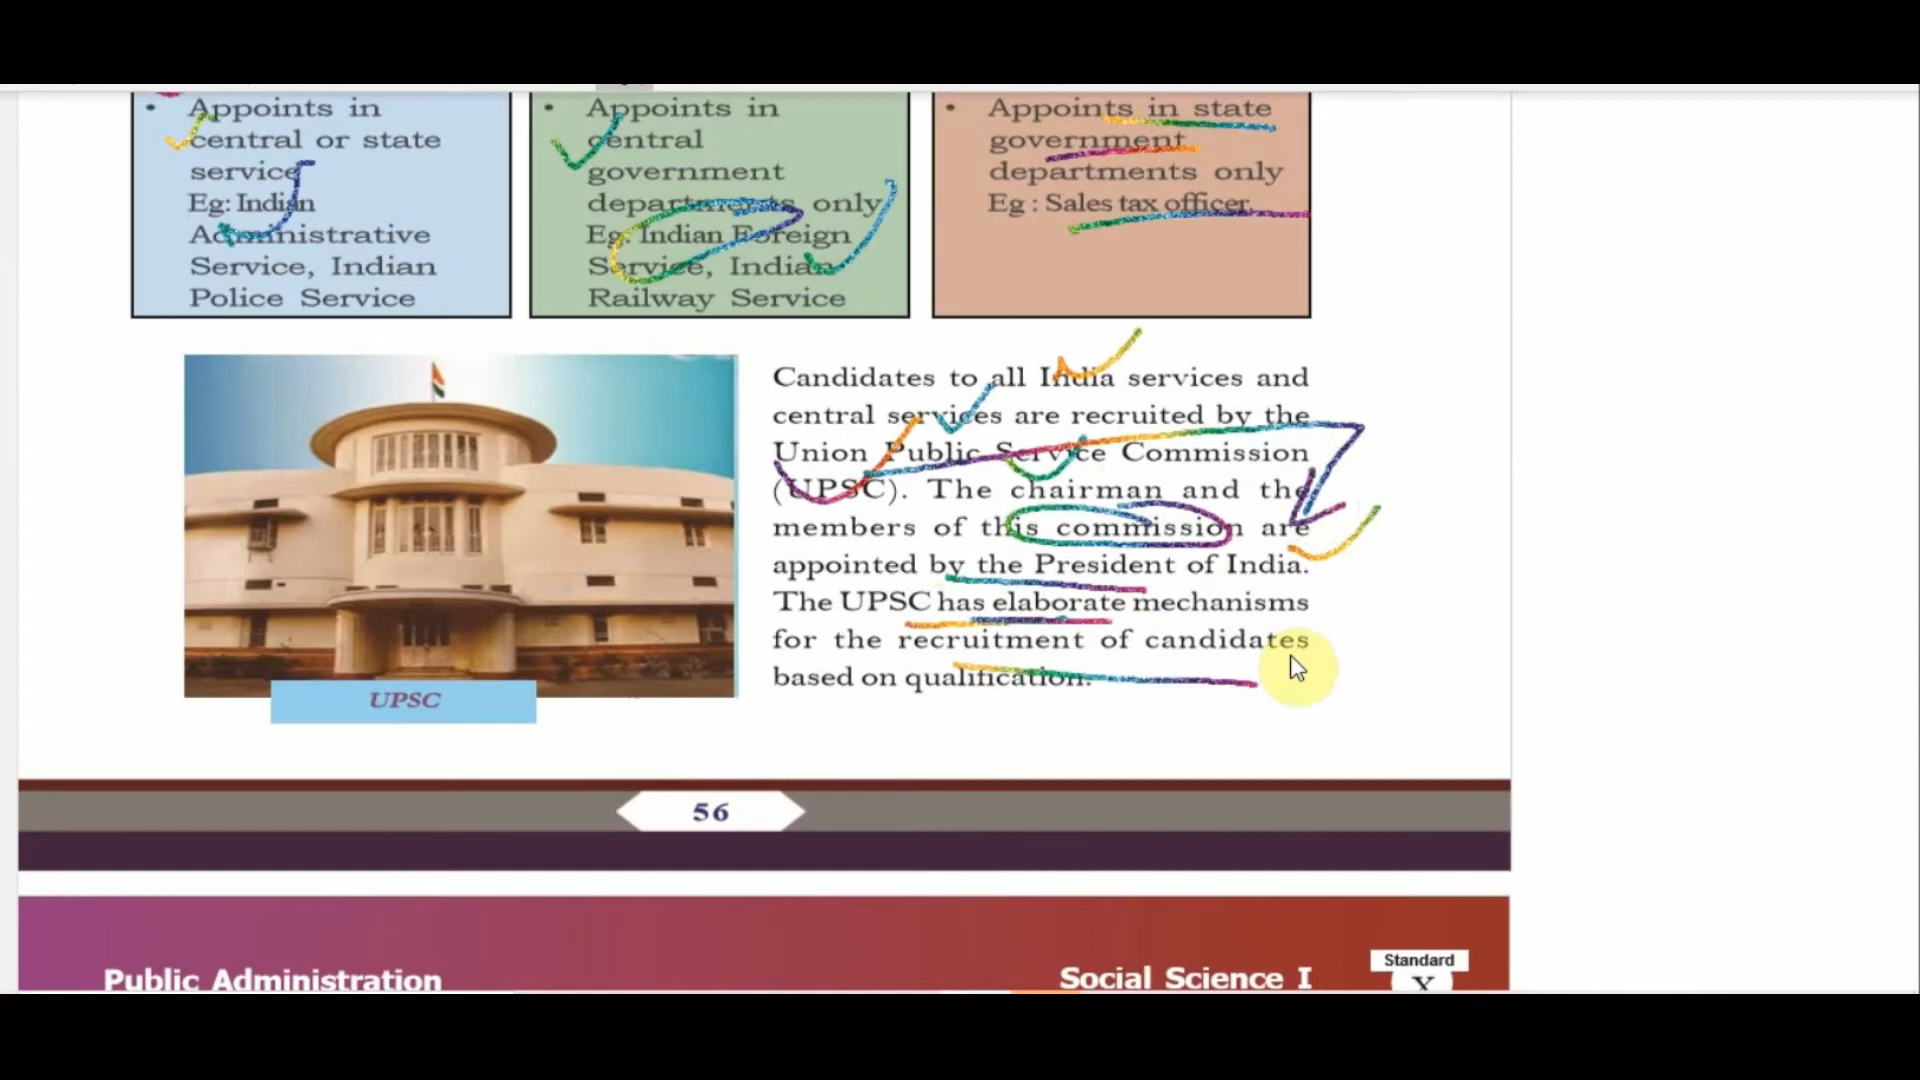 • Appoints in
central or state
service
Eg: Indian
Administrative
Service, Indian
Police Service
• Appoints in
central
government
departments only
Eg: Indian Foreign
Service, Indian
Railway Service
• Appoints in state
government
departments only
Eg : Sales tax officer
Candidates to all India services and
central services are recruited by the
Union Public Service Commission
(UPSC). The chairman and the
members of this commission are
appointed by the President of India.
The UPSC has elaborate mechanisms
for the recruitment of candidates
based on qualification.
UPSC
56
Public Administration
Social Science I
Standard
X